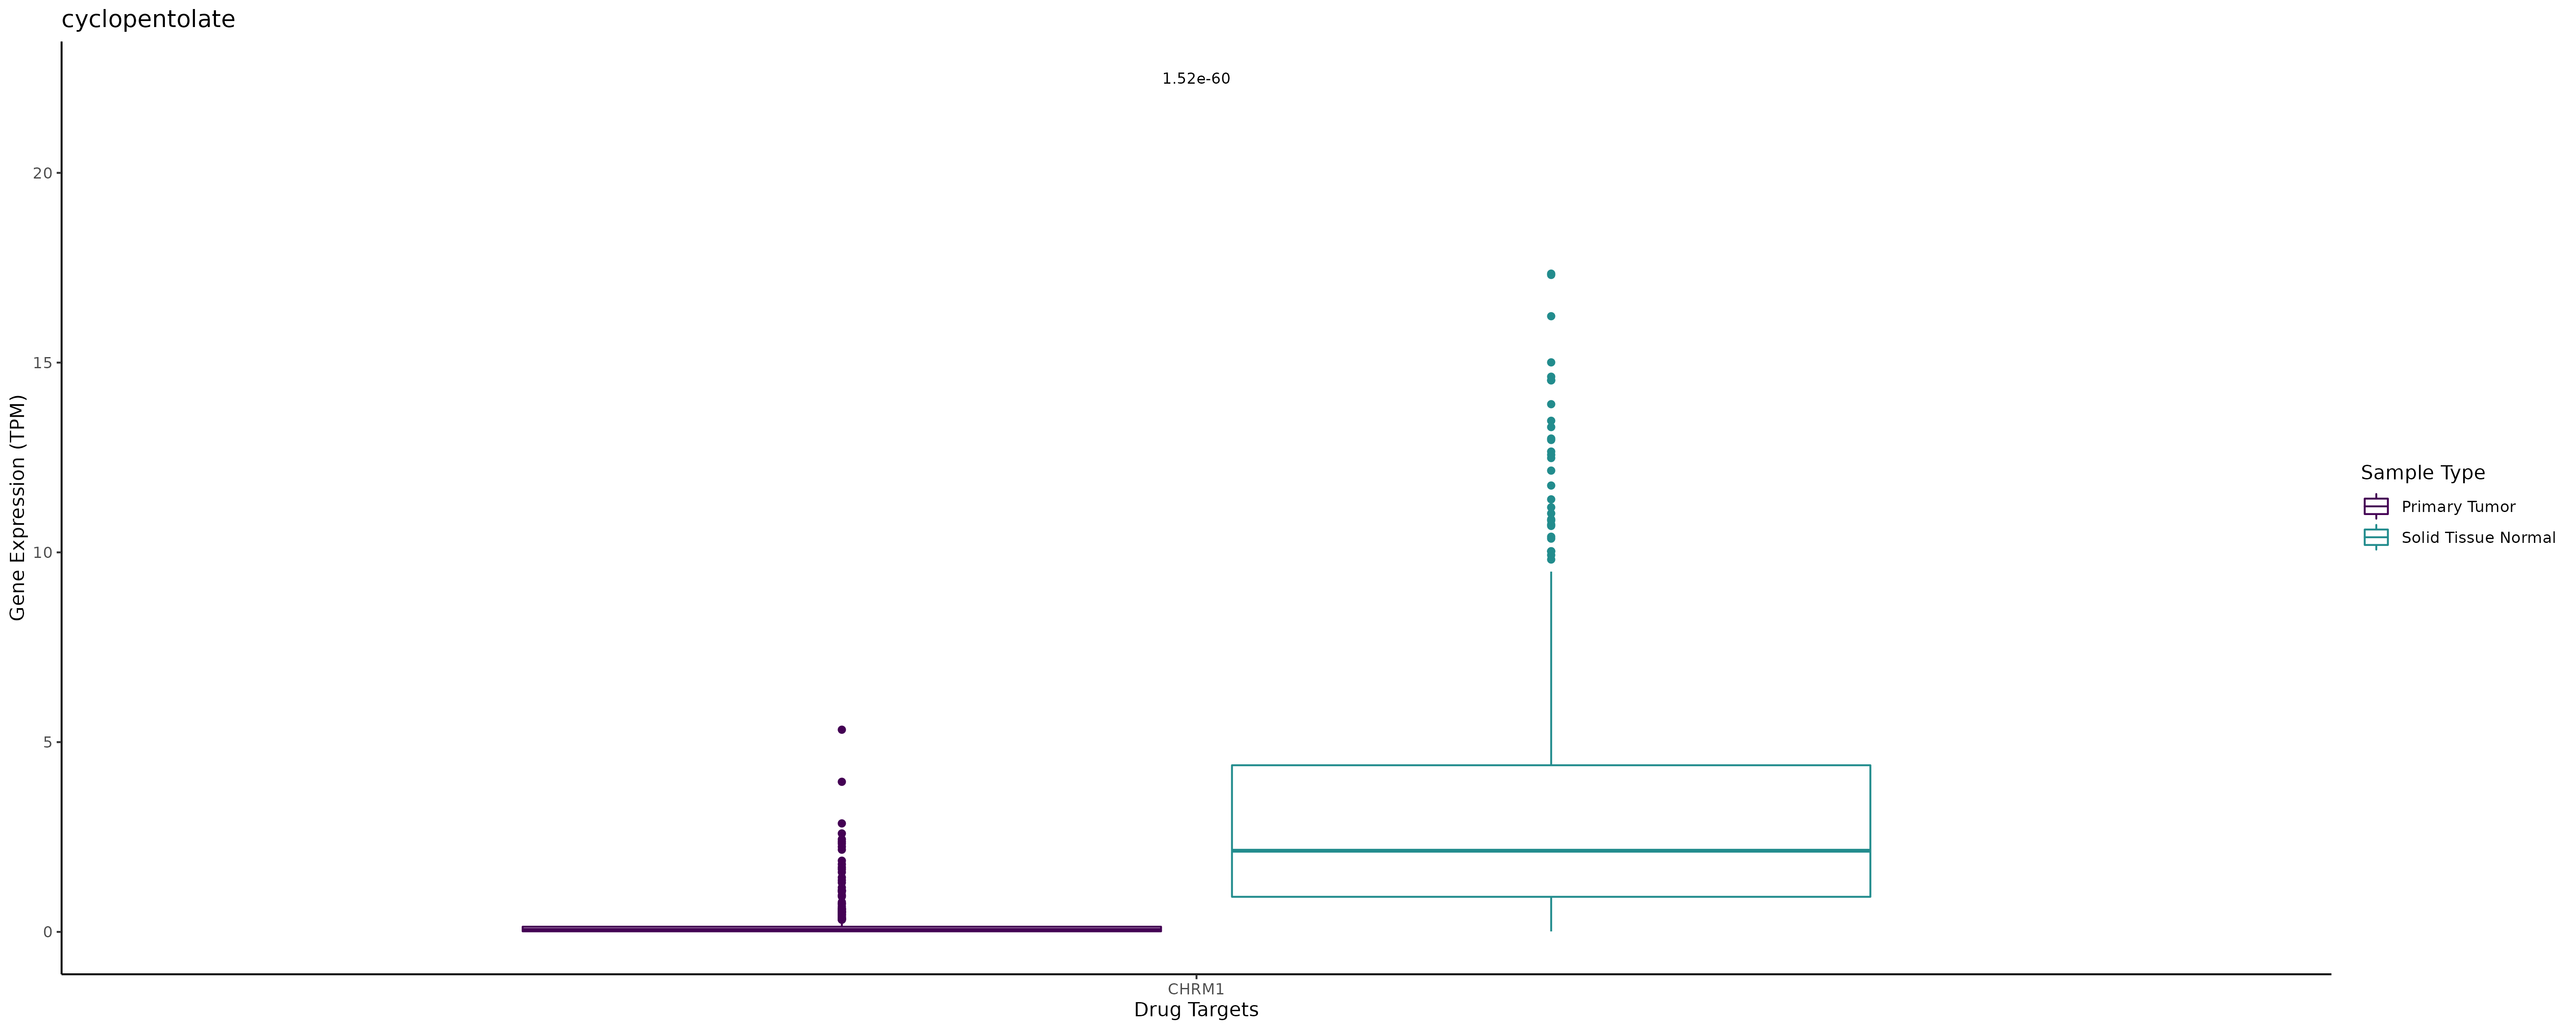 cyclopentolate
1.52e-60
20
15
10
5
0
Gene Expression (TPM)
CHRM1
Drug Targets
Sample Type
Primary Tumor
Solid Tissue Normal